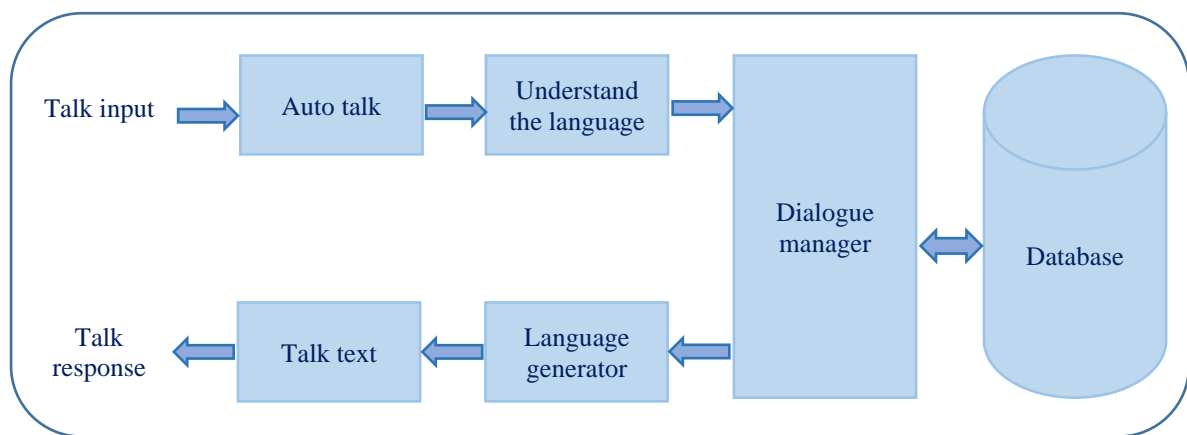 Talk input
Auto talk
Understand
the language
Dialogue
manager
Database
Talk
response
Talk text
Language
generator